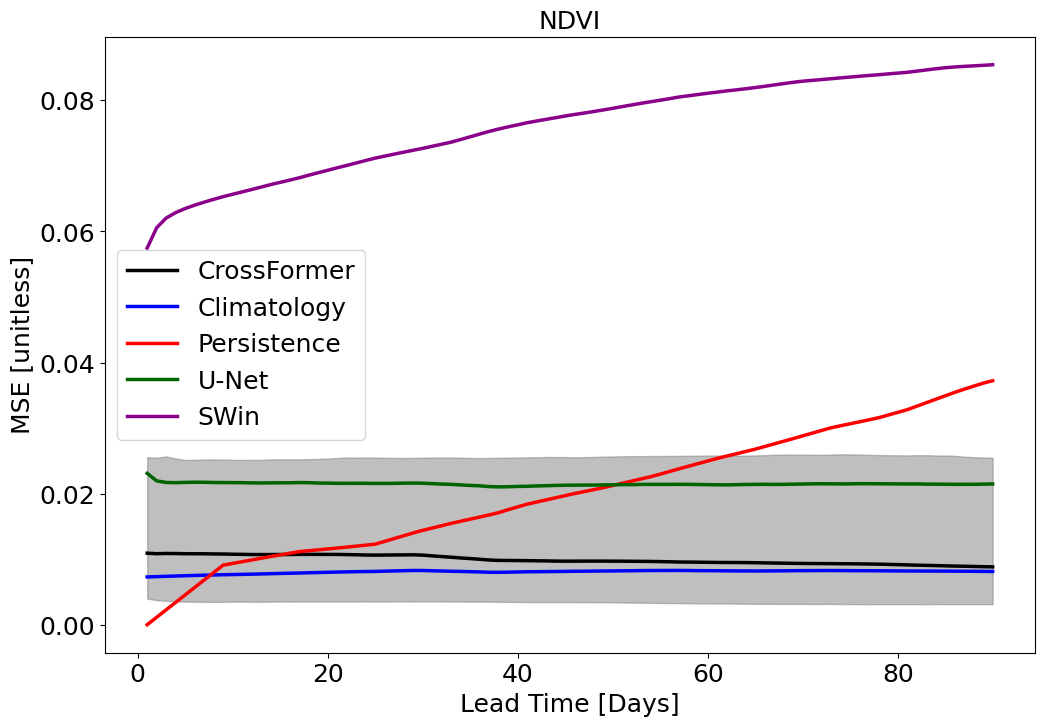 NDVI
MSE [unitless]
0.08
0.06
0.04
0.02
0.00
CrossFormer
Climatology
Persistence
U-Net
SWin
0 20 40 60 80
Lead Time [Days]